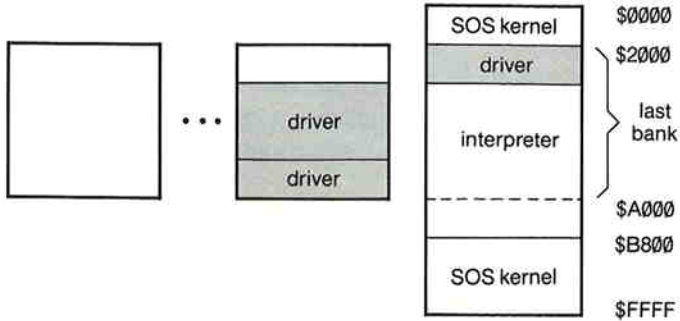 SOS kernel
$0000
driver
$2000
• • •
driver
interpreter
last
bank
driver
$A000
$B800
SOS kernel
$FFFF